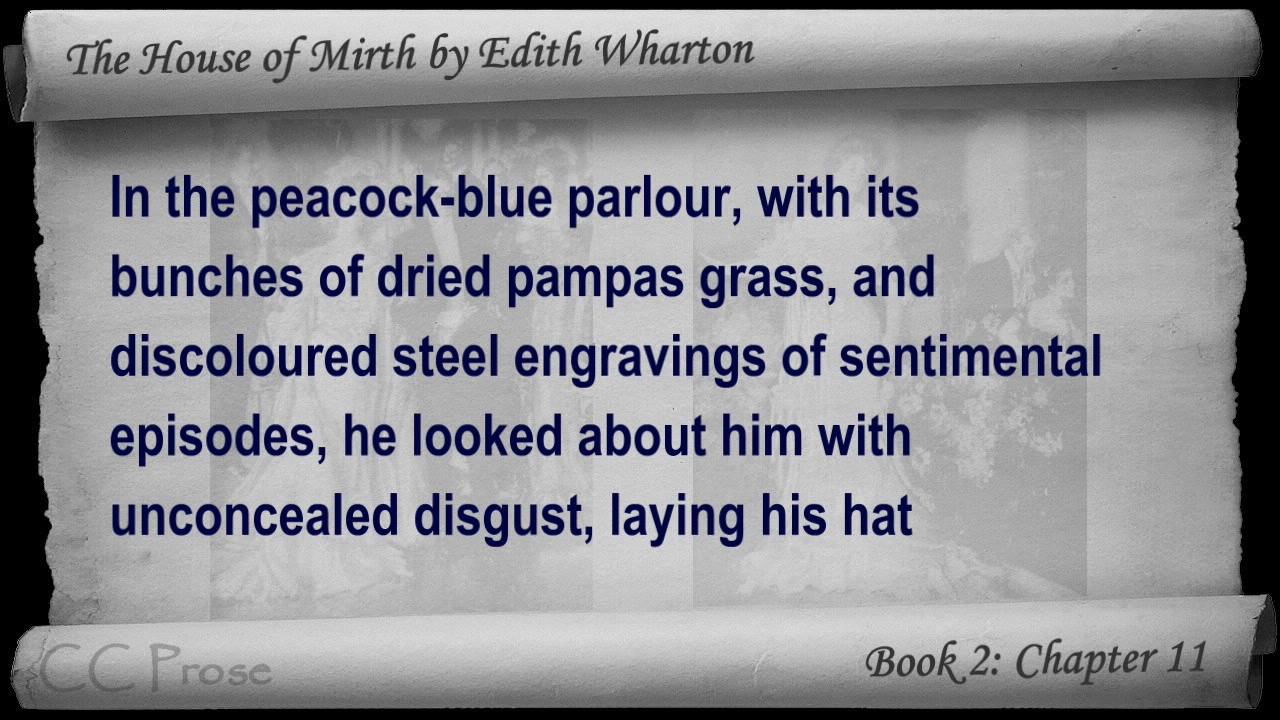 The House of Mirth by Edith Wharton
In the peacock-blue parlour, with its
bunches of dried pampas grass, and
discoloured steel engravings of sentimental
episodes, he looked about him with
unconcealed disgust, laying his hat
CC Prose
Book 2: Chapter 11